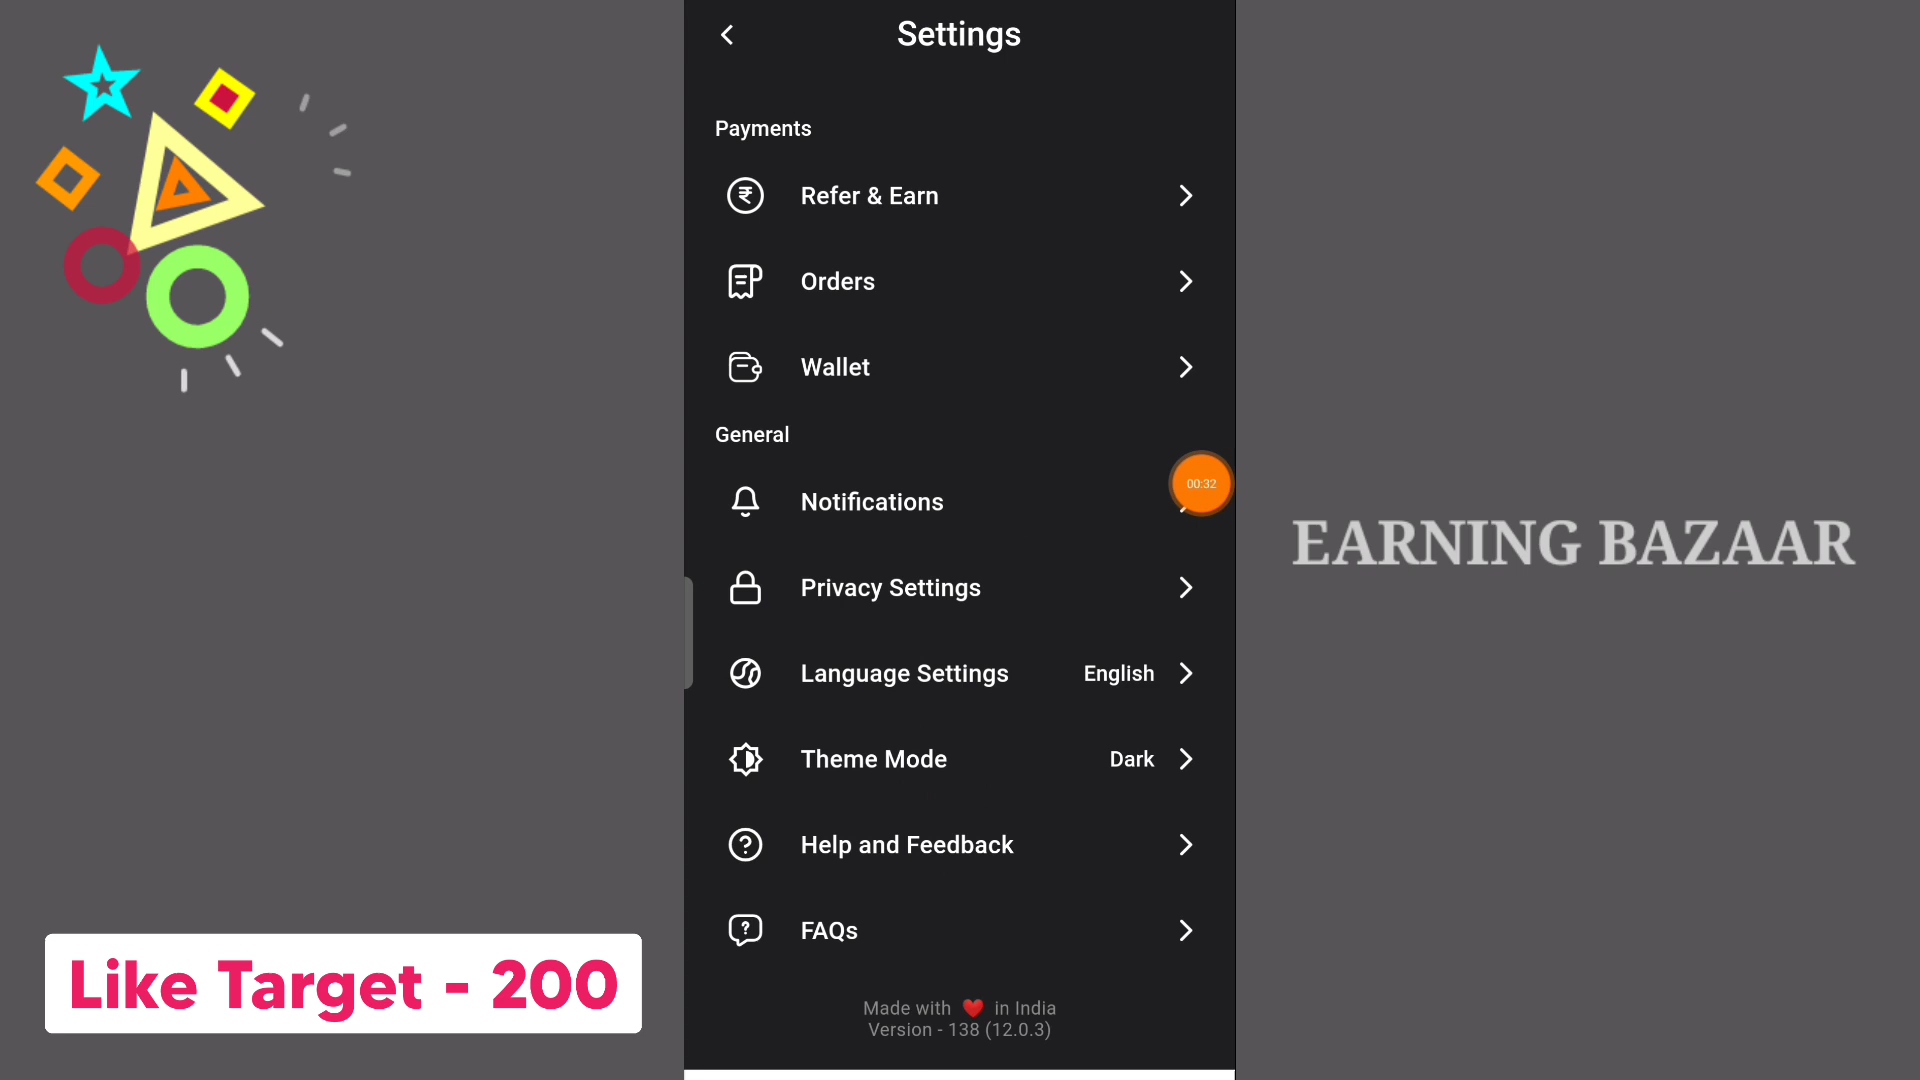 Settings
Payments
Refer & Earn
Orders
Wallet
General
Notifications
00:32
Privacy Settings
Language Settings English
Theme Mode Dark
Help and Feedback
FAQs
Made with ❤️ in India
Version - 138 (12.0.3)
Like Target - 200
EARNING BAZAAR